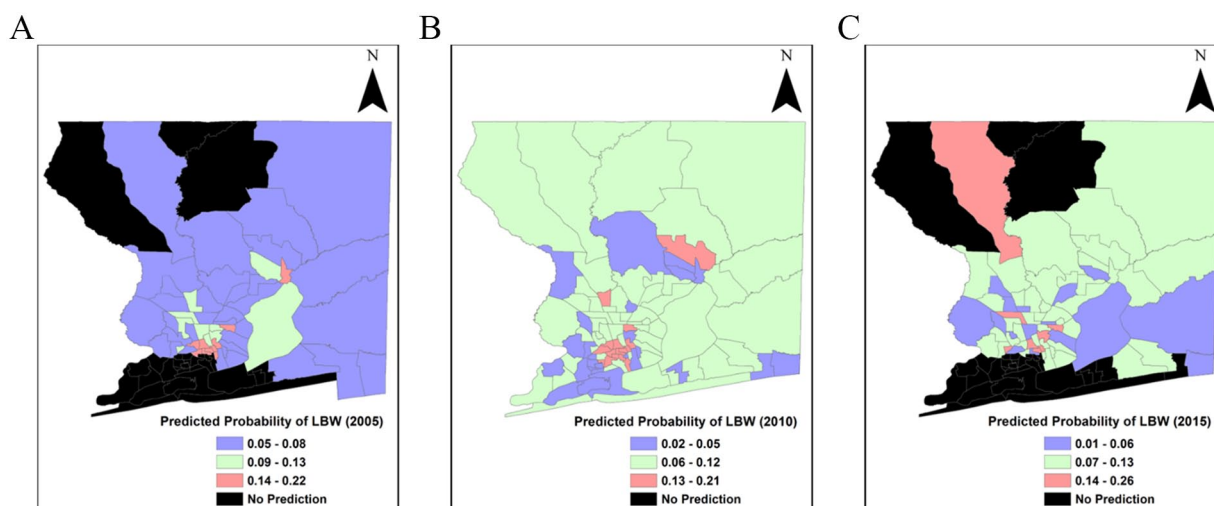 A
B
C
N
N
N
Predicted Probability of LBW (2005)
0.05 - 0.08
0.09 - 0.13
0.14 - 0.22
No Prediction
Predicted Probability of LBW (2010)
0.02 - 0.05
0.06 - 0.12
0.13 - 0.21
No Prediction
Predicted Probability of LBW (2015)
0.01 - 0.06
0.07 - 0.13
0.14 - 0.26
No Prediction